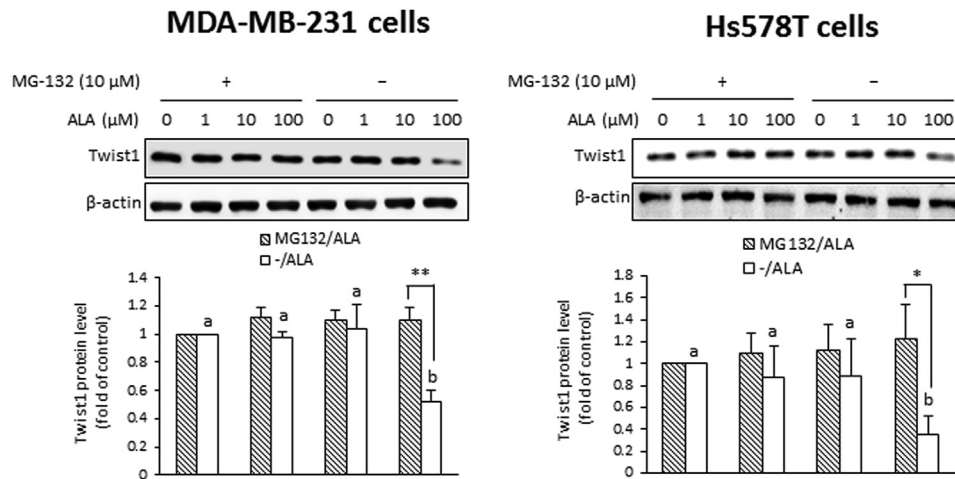 MDA-MB-231 cells
MG-132 (10 μM) + −
ALA (μM) 0 1 10 100 0 1 10 100
Twist1
β-actin
MG132/ALA
-/ALA
Twist1 protein level
(fold of control)
1.4
1.2
1
0.8
0.6
0.4
0.2
0
a a a ** b
Hs578T cells
MG-132 (10 μM) + −
ALA (μM) 0 1 10 100 0 1 10 100
Twist1
β-actin
MG132/ALA
-/ALA
Twist1 protein level
(fold of control)
1.8
1.6
1.4
1.2
1
0.8
0.6
0.4
0.2
0
a a a * b